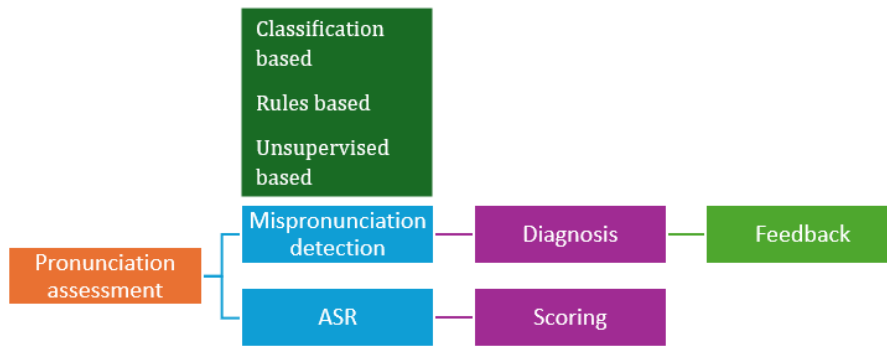 Classification
based
Rules based
Unsupervised
based
Mispronunciation
detection
Diagnosis
Feedback
Pronunciation
assessment
ASR
Scoring